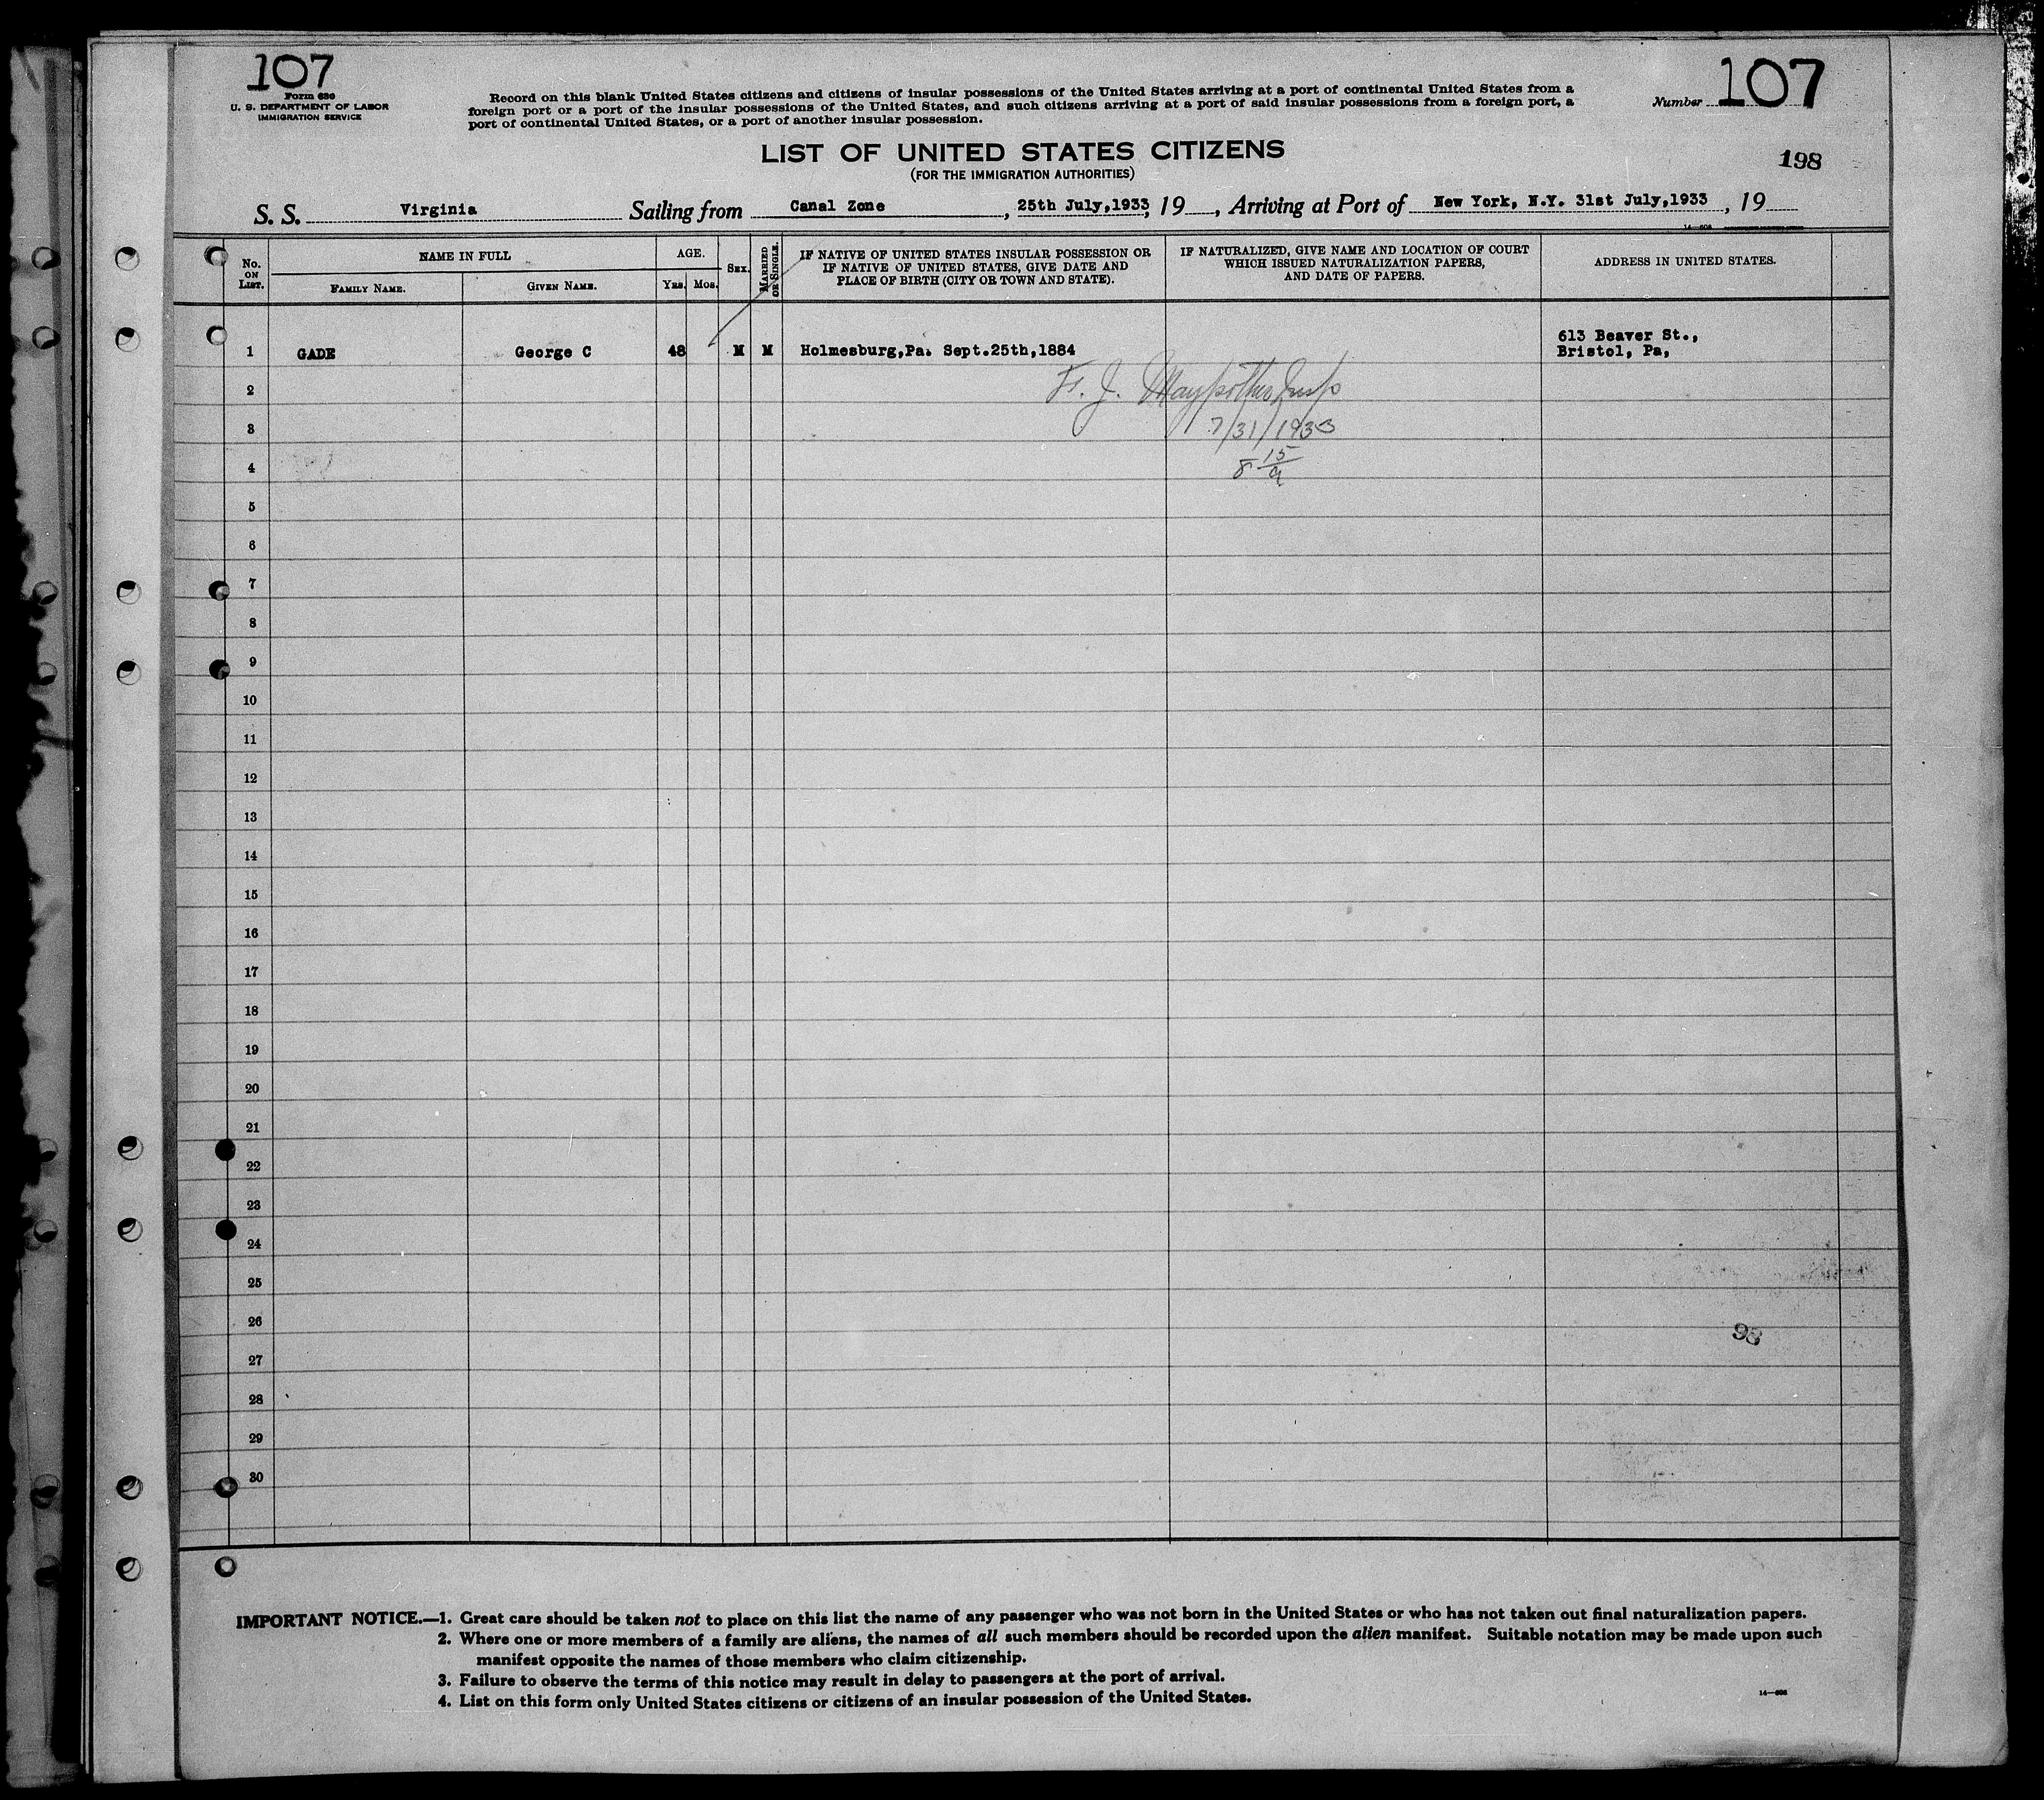 107
Form 630
U. S. DEPARTMENT OF LABOR
IMMIGRATION SERVICE
Record on this blank United States citizens and citizens of insular possessions of the United States arriving at a port of continental United States from a
foreign port or a port of the insular possessions of the United States, and such citizens arriving at a port of said insular possessions from a foreign port, a
port of continental United States, or a port of another insular possession.
Number 107
LIST OF UNITED STATES CITIZENS
(FOR THE IMMIGRATION AUTHORITIES)
198
S. S. Virginia Sailing from Canal Zone, 25th July,1933, 19 , Arriving at Port of New York, N.Y. 31st July,1933, 19
No. ON LIST.
NAME IN FULL
FAMILY NAME.
GIVEN NAME.
AGE.
YRS. MOS.
SEX.
MARRIED OR SINGLE.
IF NATIVE OF UNITED STATES INSULAR POSSESSION OR
IF NATIVE OF UNITED STATES, GIVE DATE AND
PLACE OF BIRTH (CITY OR TOWN AND STATE).
IF NATURALIZED, GIVE NAME AND LOCATION OF COURT
WHICH ISSUED NATURALIZATION PAPERS,
AND DATE OF PAPERS.
ADDRESS IN UNITED STATES.
613 Beaver St.,
1 GADE George C 48 M M Holmesburg,Pa. Sept.25th,1884 Bristol, Pa,
2 F. J.
3 7/31/1933
4 8 15/a
5
6
7
8
9
10
11
12
13
14
15
16
17
18
19
20
21
22
23
24
25
26
98
27
28
29
30
IMPORTANT NOTICE.—1. Great care should be taken not to place on this list the name of any passenger who was not born in the United States or who has not taken out final naturalization papers.
2. Where one or more members of a family are aliens, the names of all such members should be recorded upon the alien manifest. Suitable notation may be made upon such
manifest opposite the names of those members who claim citizenship.
3. Failure to observe the terms of this notice may result in delay to passengers at the port of arrival.
4. List on this form only United States citizens or citizens of an insular possession of the United States.